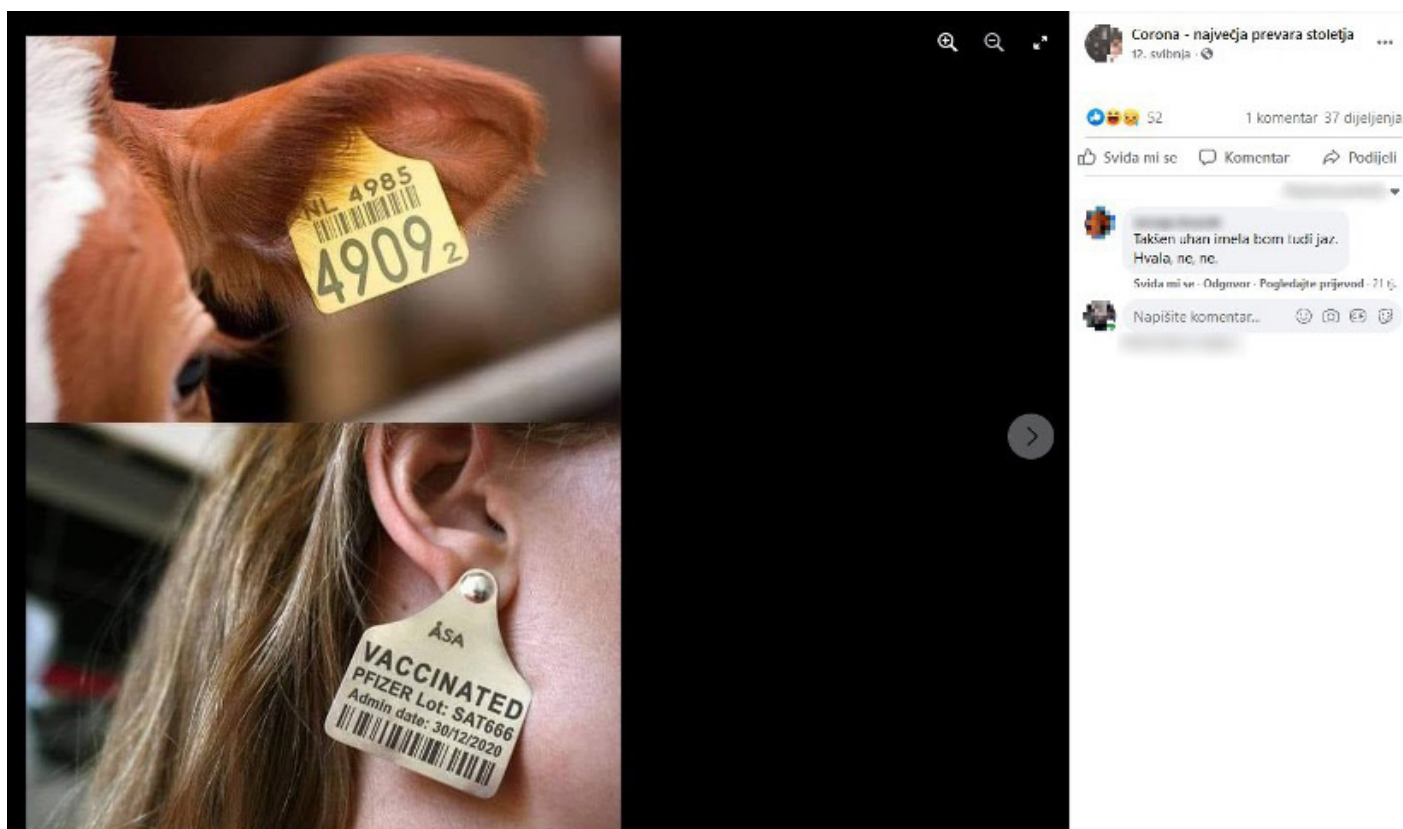 NL 4985
4909 2
ÅSA
VACCINATED
PFIZER Lot: SAT666
Admin date: 30/12/2020
Corona - največja prevara stoletja
12. svibnja
52
1 komentar 37 dijeljenja
Sviđa mi se Komentar Podijeli
Takšen uhan imela bom tudi jaz.
Hvala, ne, ne.
Sviđa mi se · Odgovor · Pogledajte prijevod · 21 tj.
Napišite komentar...